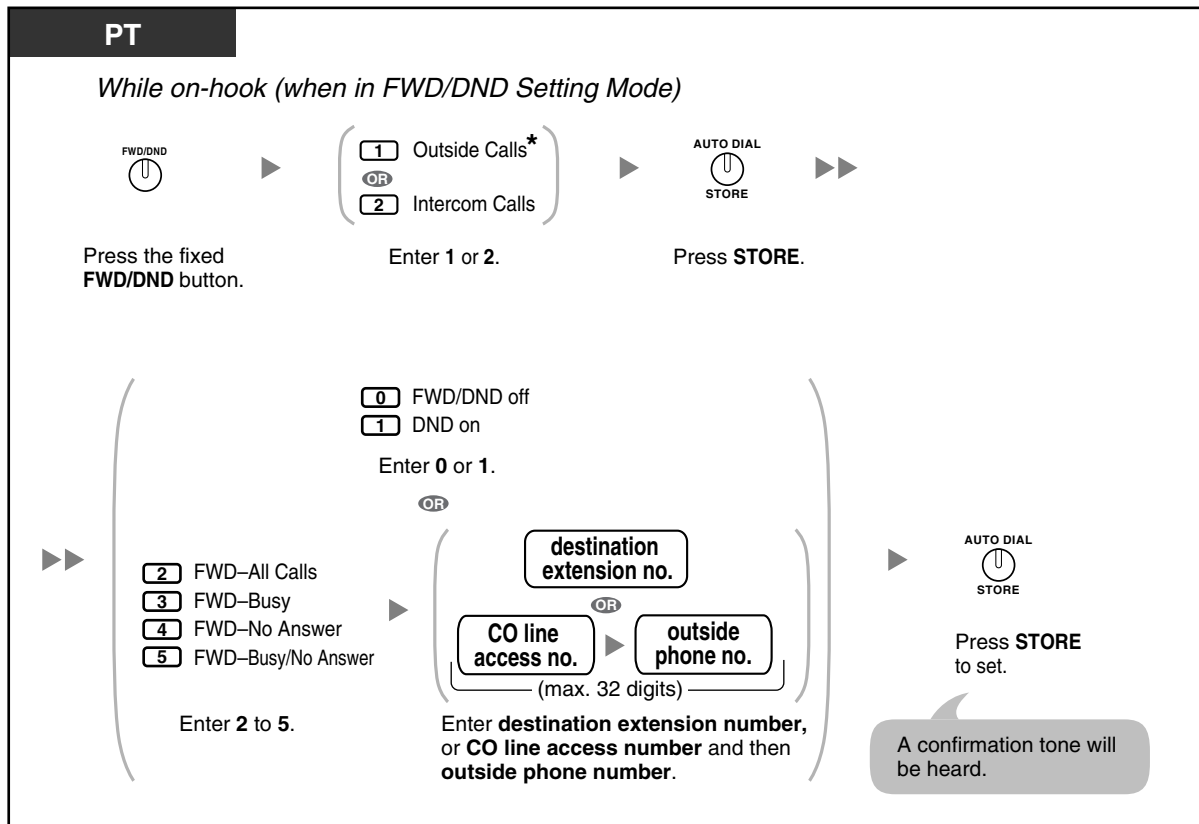 PT
While on-hook (when in FWD/DND Setting Mode)
FWD/DND
Press the fixed
FWD/DND button.
1 Outside Calls*
OR
2 Intercom Calls
Enter 1 or 2.
AUTO DIAL
STORE
Press STORE.
0 FWD/DND off
1 DND on
Enter 0 or 1.
OR
2 FWD–All Calls
3 FWD–Busy
4 FWD–No Answer
5 FWD–Busy/No Answer
Enter 2 to 5.
destination
extension no.
OR
CO line
access no.
outside
phone no.
(max. 32 digits)
Enter destination extension number,
or CO line access number and then
outside phone number.
AUTO DIAL
STORE
Press STORE
to set.
A confirmation tone will
be heard.